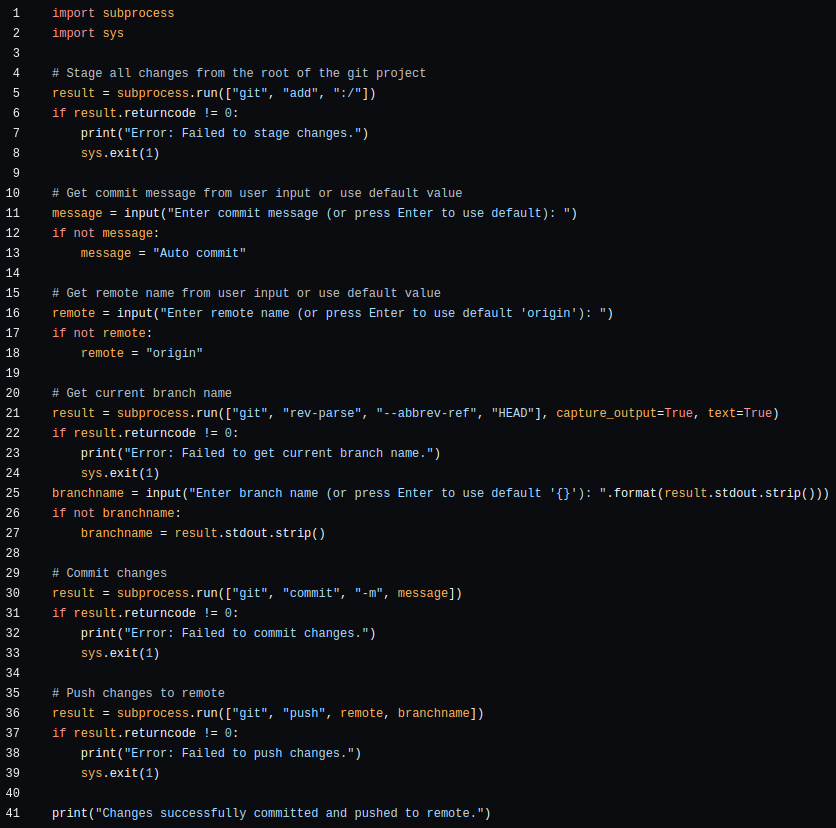 1 import subprocess
2 import sys
3
4 # Stage all changes from the root of the git project
5 result = subprocess.run(["git", "add", ":/"])
6 if result.returncode != 0:
7     print("Error: Failed to stage changes.")
8     sys.exit(1)
9
10 # Get commit message from user input or use default value
11 message = input("Enter commit message (or press Enter to use default): ")
12 if not message:
13     message = "Auto commit"
14
15 # Get remote name from user input or use default value
16 remote = input("Enter remote name (or press Enter to use default 'origin'): ")
17 if not remote:
18     remote = "origin"
19
20 # Get current branch name
21 result = subprocess.run(["git", "rev-parse", "--abbrev-ref", "HEAD"], capture_output=True, text=True)
22 if result.returncode != 0:
23     print("Error: Failed to get current branch name.")
24     sys.exit(1)
25 branchname = input("Enter branch name (or press Enter to use default '{}'): ".format(result.stdout.strip()))
26 if not branchname:
27     branchname = result.stdout.strip()
28
29 # Commit changes
30 result = subprocess.run(["git", "commit", "-m", message])
31 if result.returncode != 0:
32     print("Error: Failed to commit changes.")
33     sys.exit(1)
34
35 # Push changes to remote
36 result = subprocess.run(["git", "push", remote, branchname])
37 if result.returncode != 0:
38     print("Error: Failed to push changes.")
39     sys.exit(1)
40
41 print("Changes successfully committed and pushed to remote.")